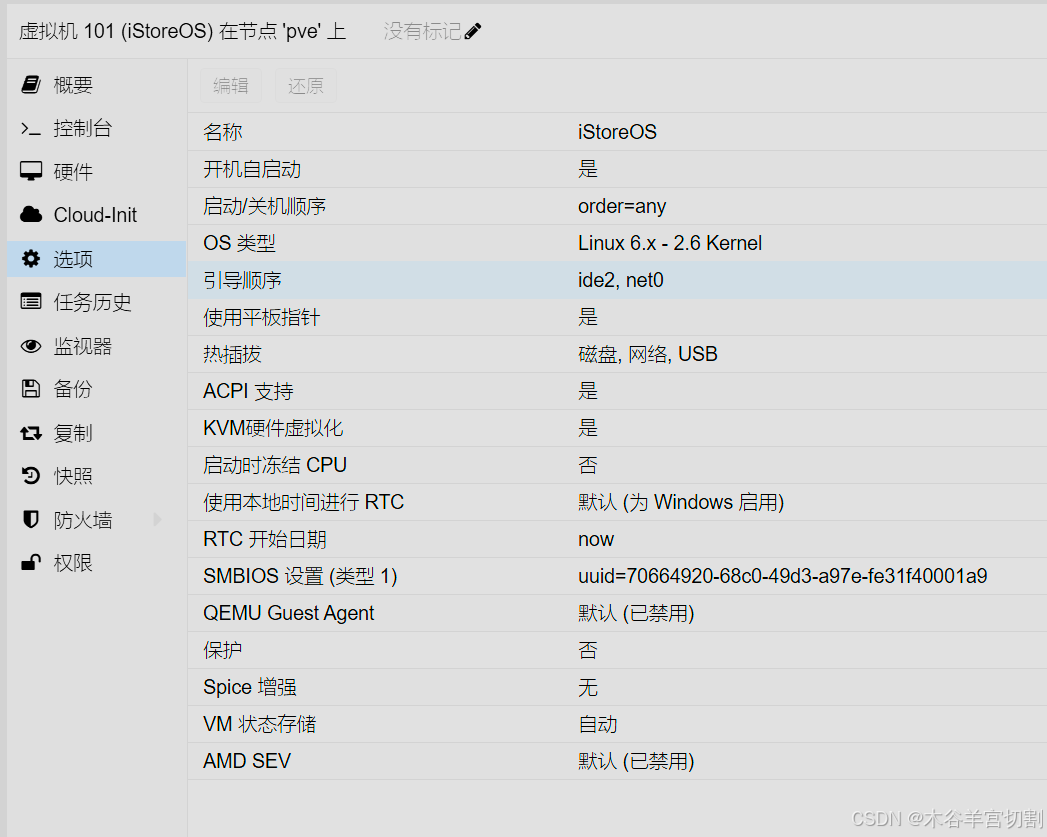 虚拟机 101 (iStoreOS) 在节点 'pve' 上 没有标记
概要
控制台
硬件
Cloud-Init
选项
任务历史
监视器
备份
复制
快照
防火墙
权限
编辑 还原
名称 iStoreOS
开机自启动 是
启动/关机顺序 order=any
OS 类型 Linux 6.x - 2.6 Kernel
引导顺序 ide2, net0
使用平板指针 是
热插拔 磁盘, 网络, USB
ACPI 支持 是
KVM硬件虚拟化 是
启动时冻结 CPU 否
使用本地时间进行 RTC 默认 (为 Windows 启用)
RTC 开始日期 now
SMBIOS 设置 (类型 1) uuid=70664920-68c0-49d3-a97e-fe31f40001a9
QEMU Guest Agent 默认 (已禁用)
保护 否
Spice 增强 无
VM 状态存储 自动
AMD SEV 默认 (已禁用)
CSDN @木谷羊宫切割